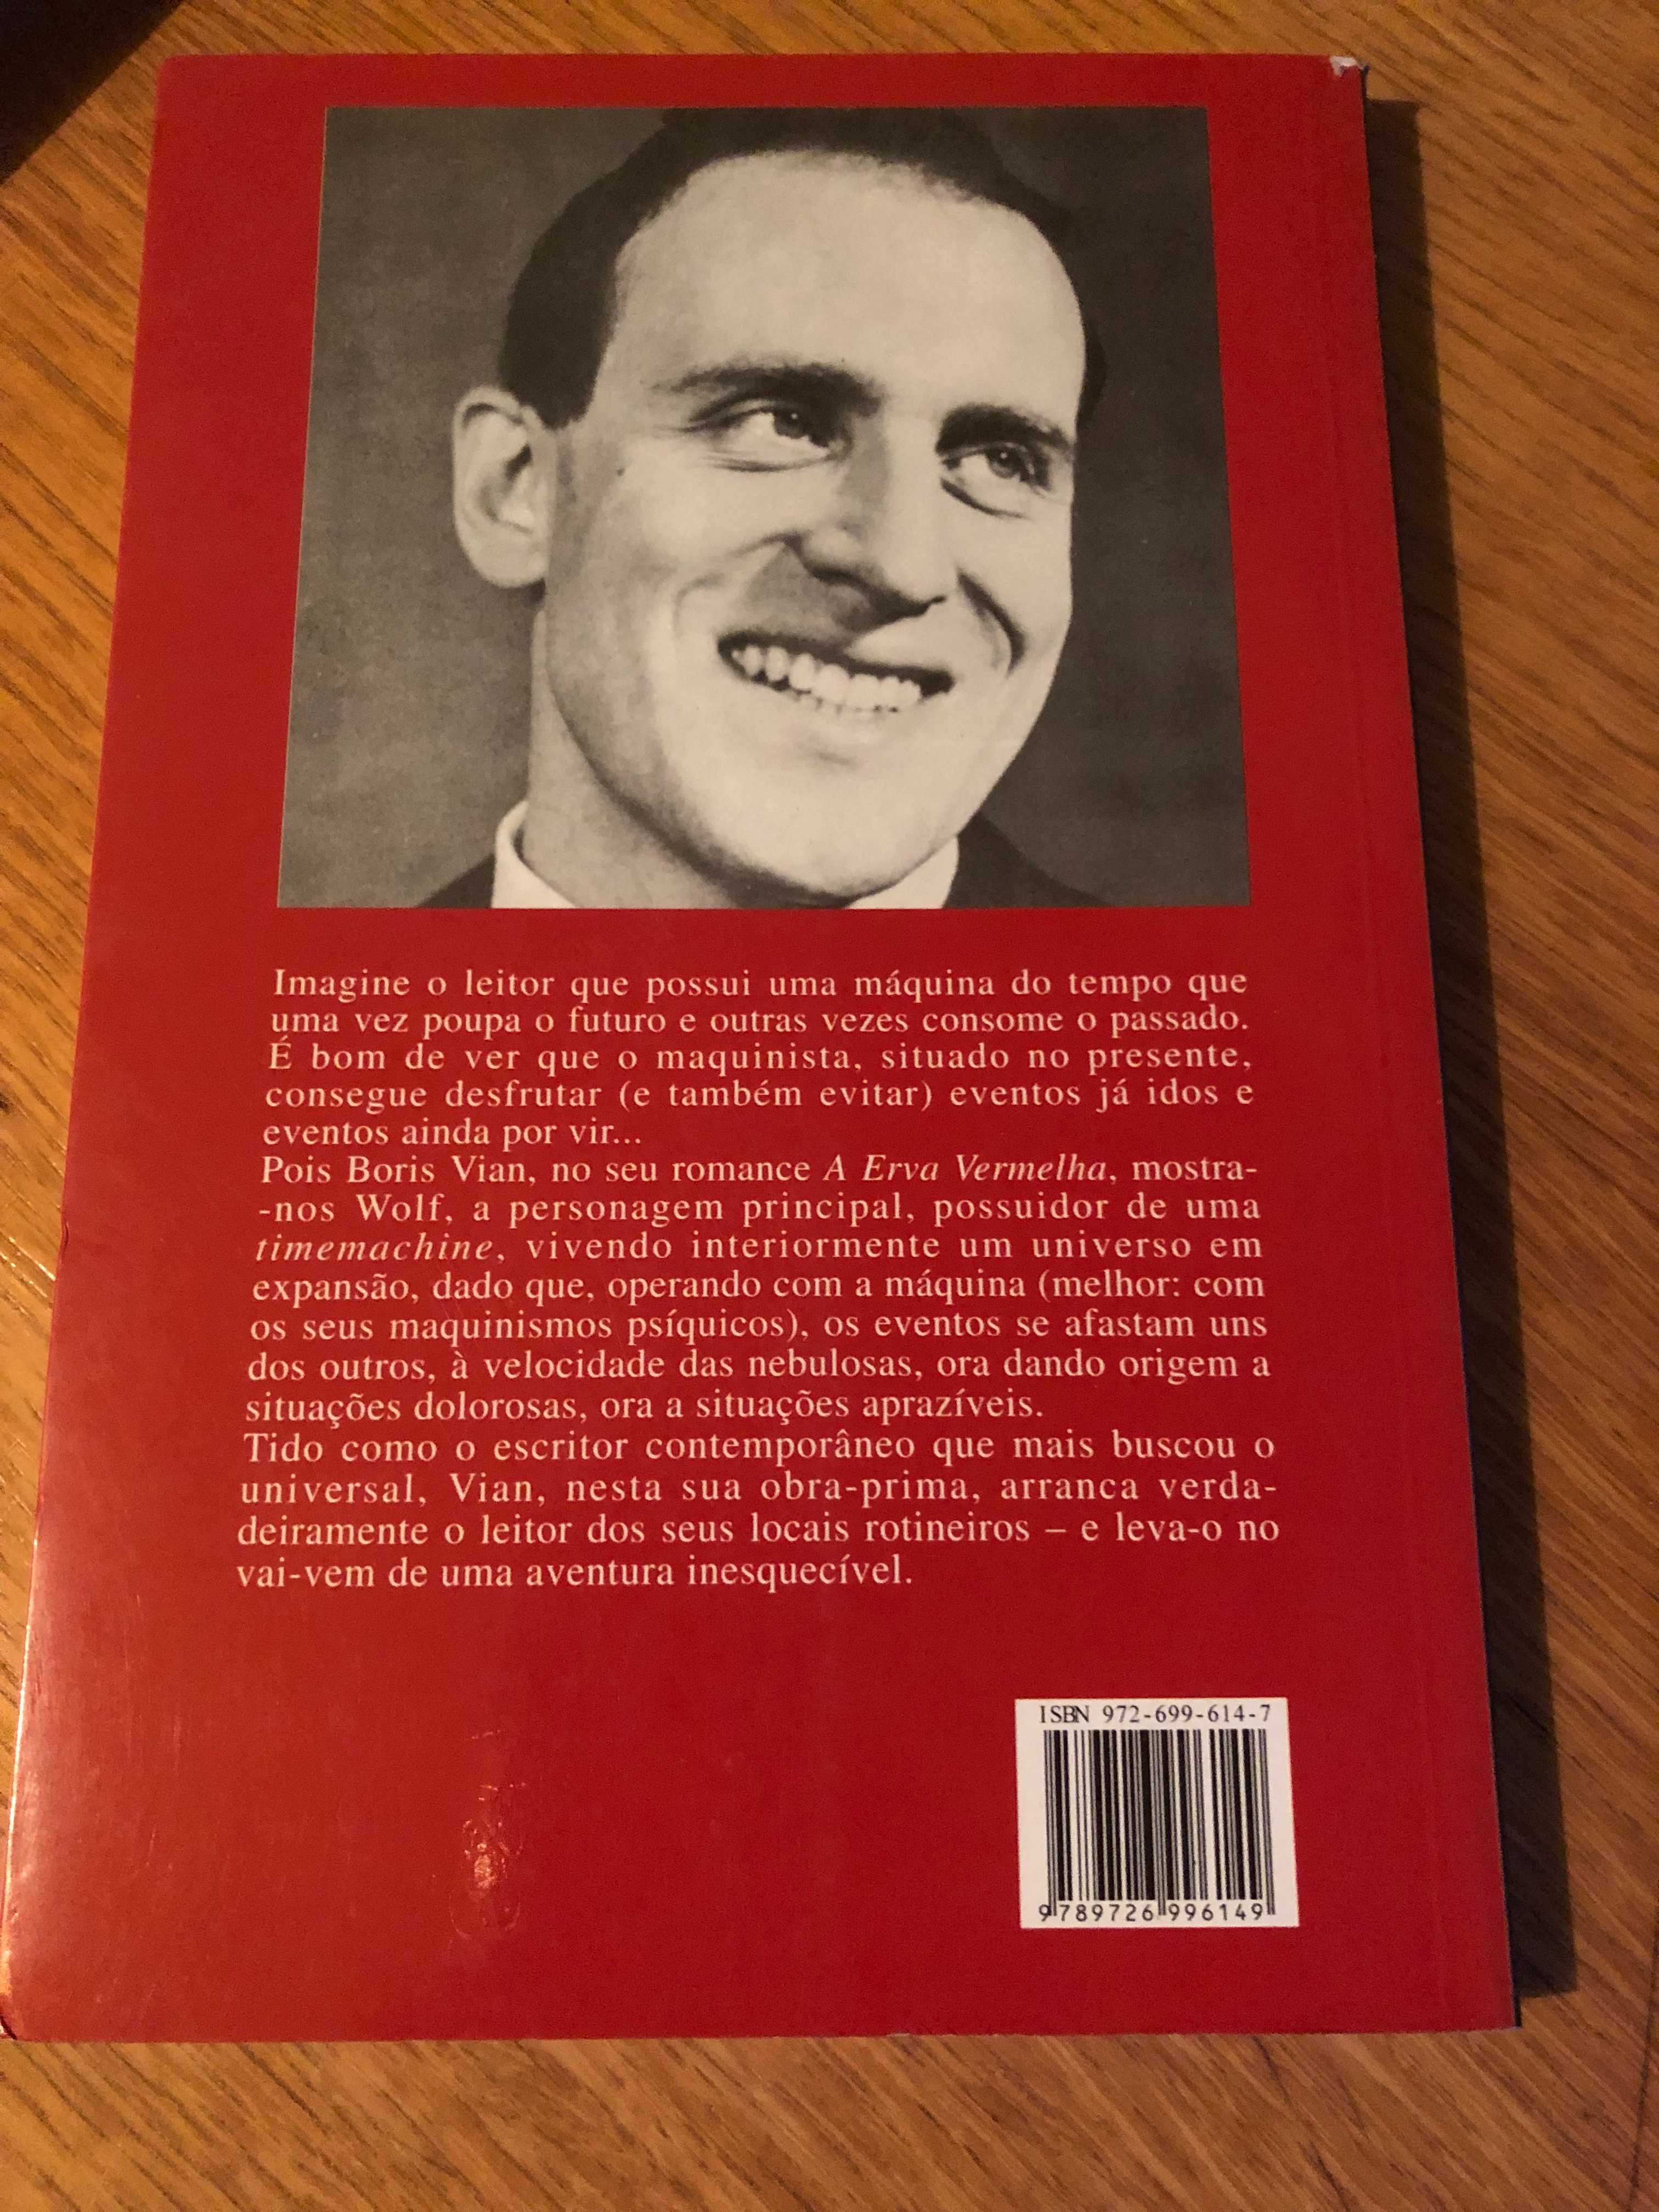 Imagine o leitor que possui uma máquina do tempo que
uma vez poupa o futuro e outras vezes consome o passado.
É bom de ver que o maquinista, situado no presente,
consegue desfrutar (e também evitar) eventos já idos e
eventos ainda por vir...
Pois Boris Vian, no seu romance A Erva Vermelha, mostra-
-nos Wolf, a personagem principal, possuidor de uma
timemachine, vivendo interiormente um universo em
expansão, dado que, operando com a máquina (melhor: com
os seus maquinismos psíquicos), os eventos se afastam uns
dos outros, à velocidade das nebulosas, ora dando origem a
situações dolorosas, ora a situações aprazíveis.
Tido como o escritor contemporâneo que mais buscou o
universal, Vian, nesta sua obra-prima, arranca verda-
deiramente o leitor dos seus locais rotineiros – e leva-o no
vai-vem de uma aventura inesquecível.
ISBN 972-699-614-7
9789726996149